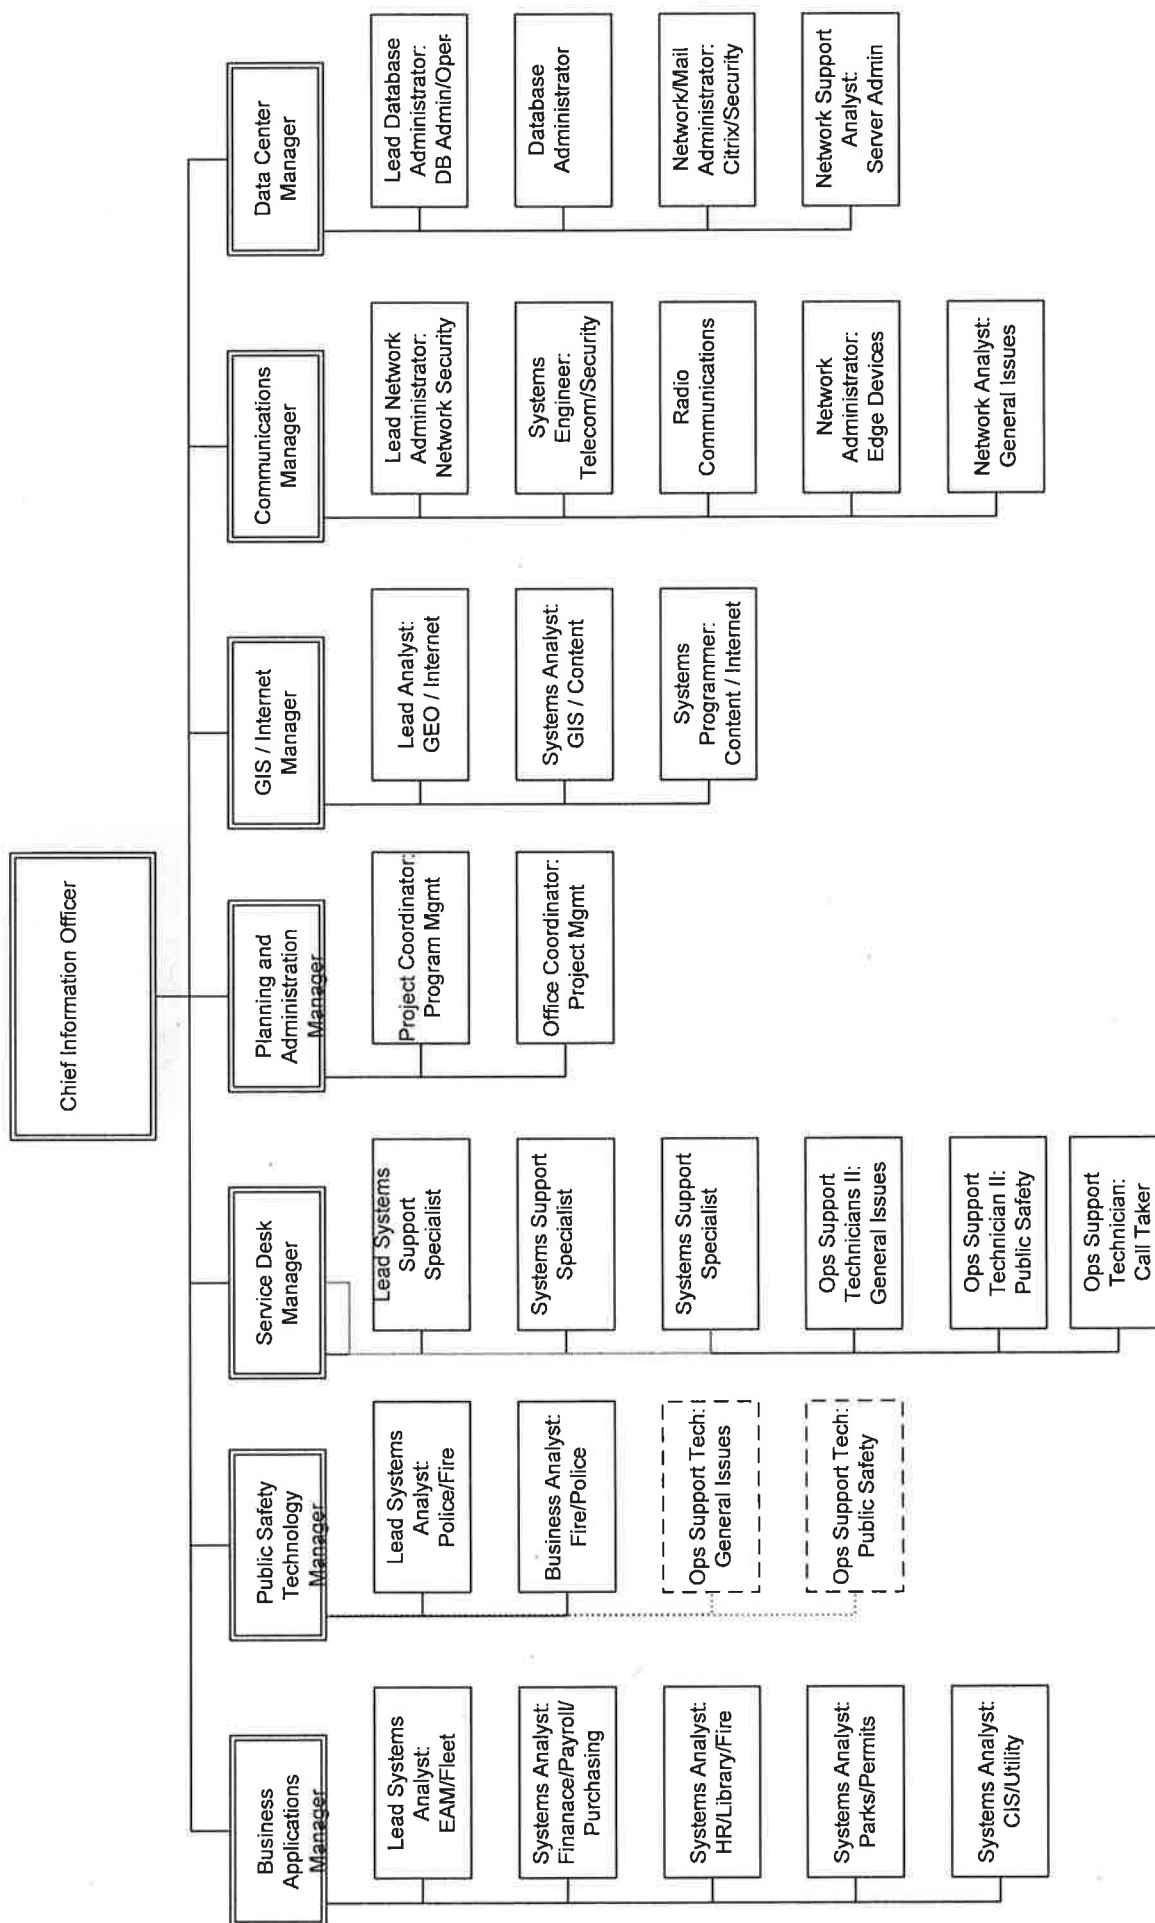 Chief Information Officer
Business
Applications
Manager
Lead Systems
Analyst:
EAM/Fleet
Systems Analyst:
Finanace/Payroll/
Purchasing
Systems Analyst:
HR/Library/Fire
Systems Analyst:
Parks/Permits
Systems Analyst:
CIS/Utility
Public Safety
Technology
Manager
Lead Systems
Analyst:
Police/Fire
Business Analyst:
Fire/Police
Ops Support Tech:
General Issues
Ops Support Tech:
Public Safety
Service Desk
Manager
Lead Systems
Support
Specialist
Systems Support
Specialist
Systems Support
Specialist
Ops Support
Technicians II:
General Issues
Ops Support
Technician II:
Public Safety
Ops Support
Technician:
Call Taker
Planning and
Administration
Manager
Project Coordinator:
Program Mgmt
Office Coordinator:
Project Mgmt
GIS / Internet
Manager
Lead Analyst:
GEO / Internet
Systems Analyst:
GIS / Content
Systems
Programmer:
Content / Internet
Communications
Manager
Lead Network
Administrator:
Network Security
Systems
Engineer:
Telecom/Security
Radio
Communications
Network
Administrator:
Edge Devices
Network Analyst:
General Issues
Data Center
Manager
Lead Database
Administrator:
DB Admin/Oper.
Database
Administrator
Network/Mail
Administrator:
Citrix/Security
Network Support
Analyst:
Server Admin